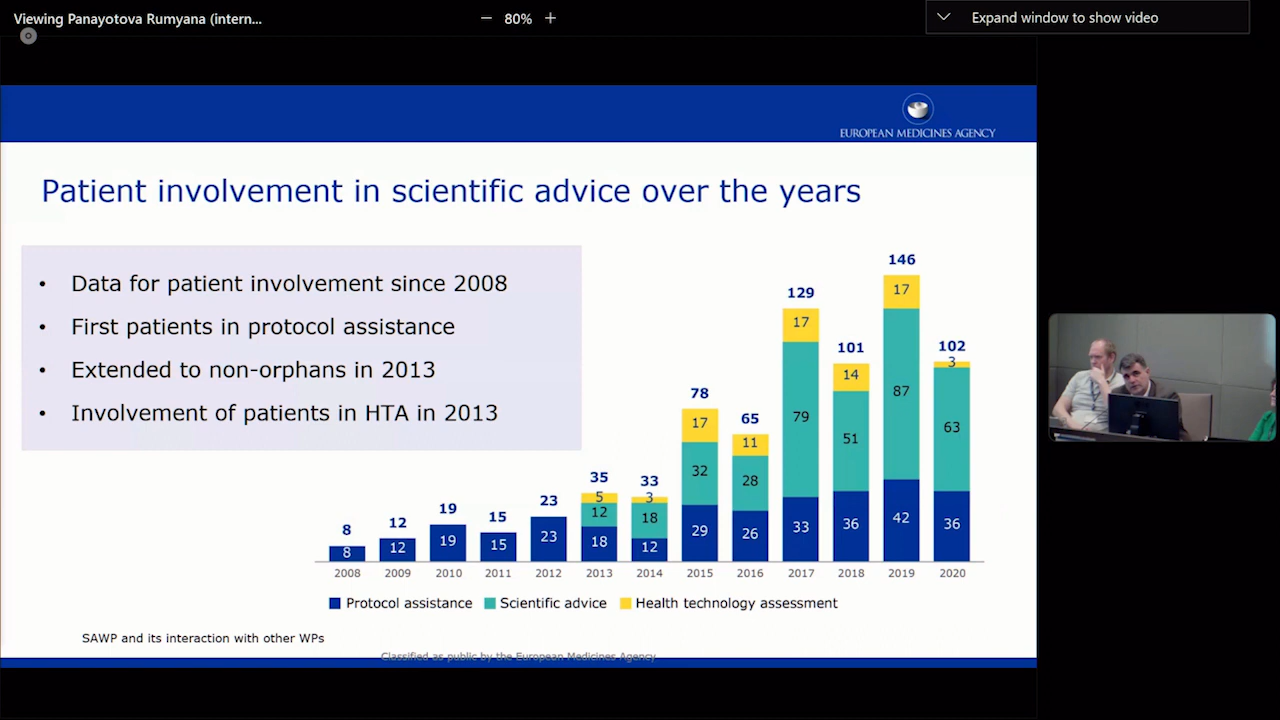 Viewing Panayotova Rumyana (intern...
80%
Expand window to show video
EUROPEAN MEDICINES AGENCY
Patient involvement in scientific advice over the years
• Data for patient involvement since 2008
• First patients in protocol assistance
• Extended to non-orphans in 2013
• Involvement of patients in HTA in 2013
8 12 19 15 23 35 33 78 65 129 101 146 102
5 3 17 11 17 14 17 3
12 18 32 28 79 51 87 63
8 12 19 15 23 18 12 29 26 33 36 42 36
2008 2009 2010 2011 2012 2013 2014 2015 2016 2017 2018 2019 2020
Protocol assistance Scientific advice Health technology assessment
SAWP and its interaction with other WPs
Classified as public by the European Medicines Agency